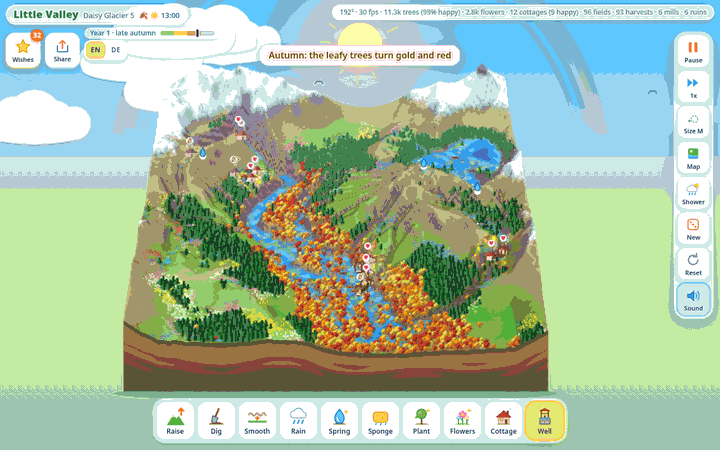 Little Valley Daisy Glacier 5 13:00
192² · 30 fps · 11.3k trees (99% happy) · 2.8k flowers · 12 cottages (9 happy) · 96 fields · 93 harvests · 6 mills · 6 ruins
Year 1 · late autumn
32
Wishes
Share
EN
DE
Autumn: the leafy trees turn gold and red
Pause
1x
Size M
Map
Shower
New
Reset
Sound
Raise
Dig
Smooth
Rain
Spring
Sponge
Plant
Flowers
Cottage
Well